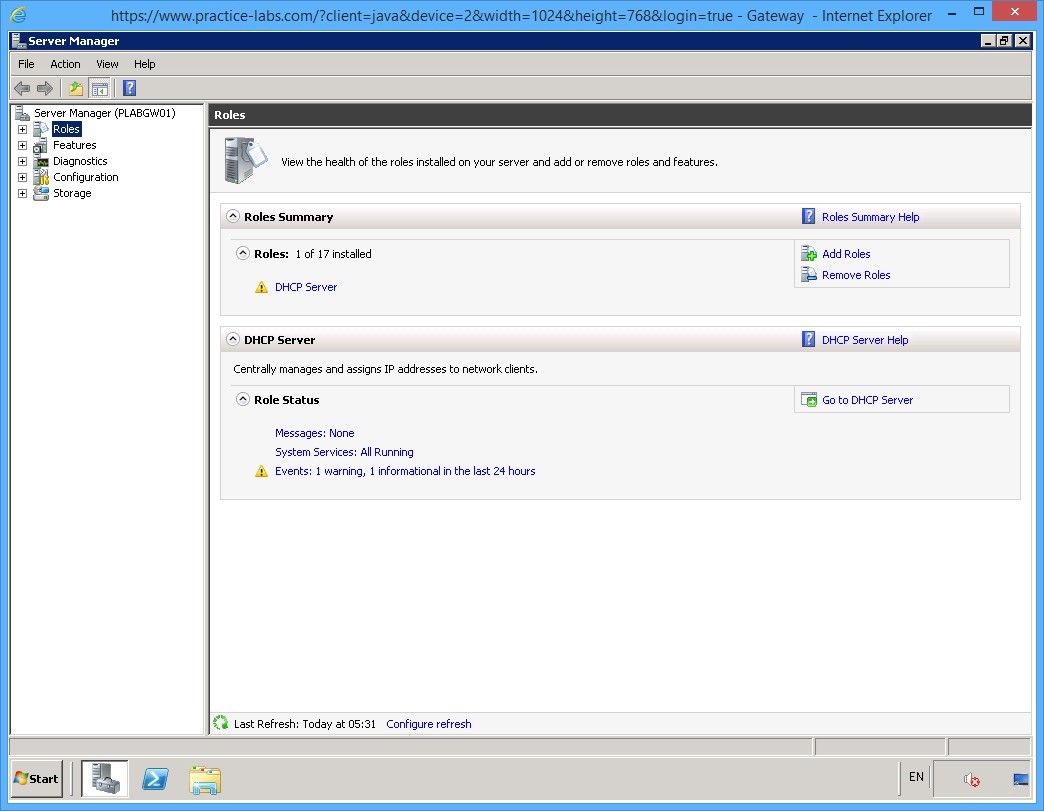 https://www.practice-labs.com/?client=java&device=2&width=1024&height=768&login=true - Gateway - Internet Explorer
Server Manager
File Action View Help
Server Manager (PLABGW01)
Roles
Features
Diagnostics
Configuration
Storage
Roles
View the health of the roles installed on your server and add or remove roles and features.
Roles Summary
Roles Summary Help
Roles: 1 of 17 installed
DHCP Server
Add Roles
Remove Roles
DHCP Server
DHCP Server Help
Centrally manages and assigns IP addresses to network clients.
Role Status
Go to DHCP Server
Messages: None
System Services: All Running
Events: 1 warning, 1 informational in the last 24 hours
Last Refresh: Today at 05:31 Configure refresh
Start
EN